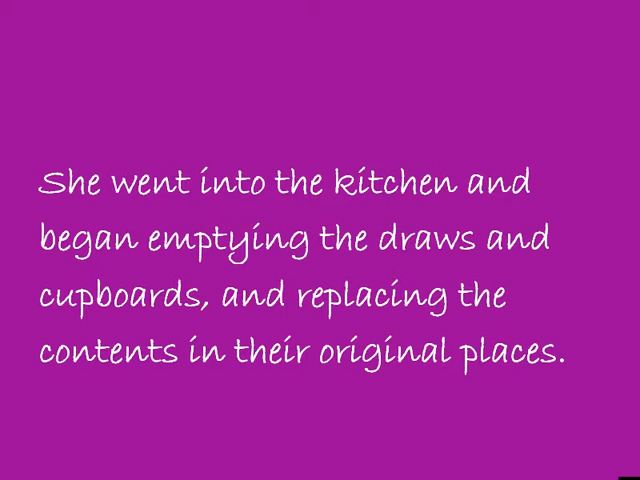 She went into the kitchen and
began emptying the draws and
cupboards, and replacing the
contents in their original places.